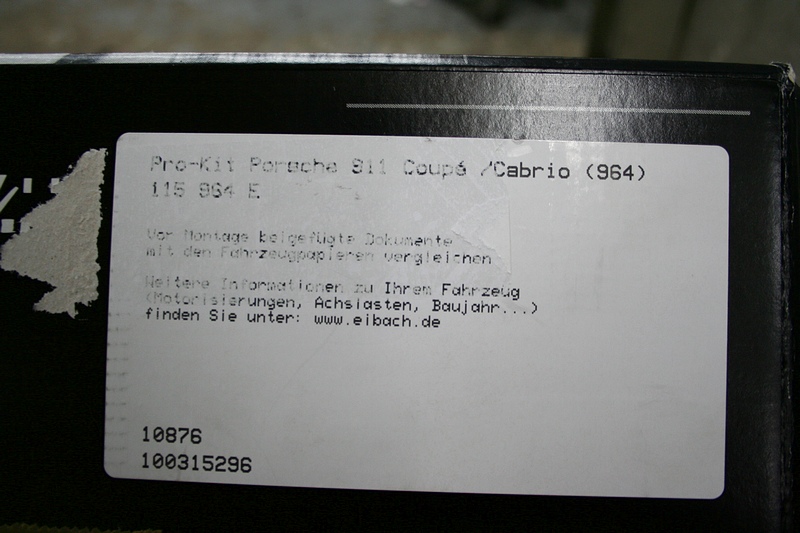 Pro-Kit Porsche 911 Coupé /Cabrio (964)
115 964 E
Vor Montage beigefügte Dokumente
mit den Fahrzeugpapieren vergleichen
Weitere Informationen zu Ihrem Fahrzeug
(Motorisierungen, Achslasten, Baujahr...)
finden Sie unter: www.eibach.de
10876
100315296